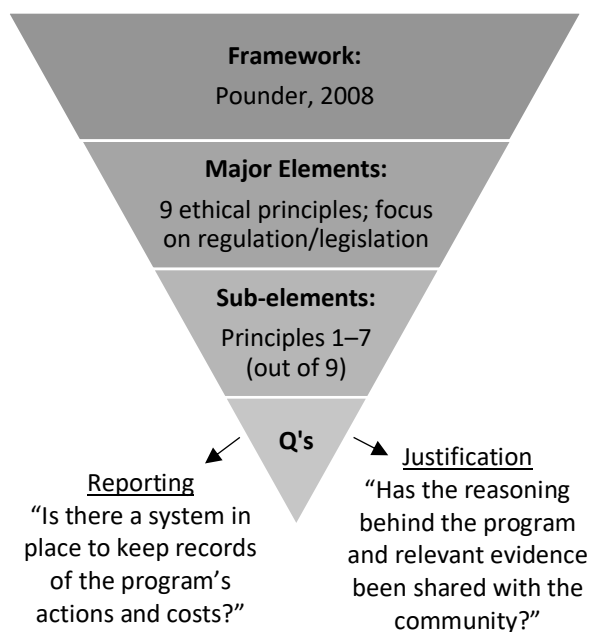 Framework:
Pounder, 2008
Major Elements:
9 ethical principles; focus
on regulation/legislation
Sub-elements:
Principles 1–7
(out of 9)
Q's
Reporting
“Is there a system in
place to keep records
of the program’s
actions and costs?”
Justification
“Has the reasoning
behind the program
and relevant evidence
been shared with the
community?”